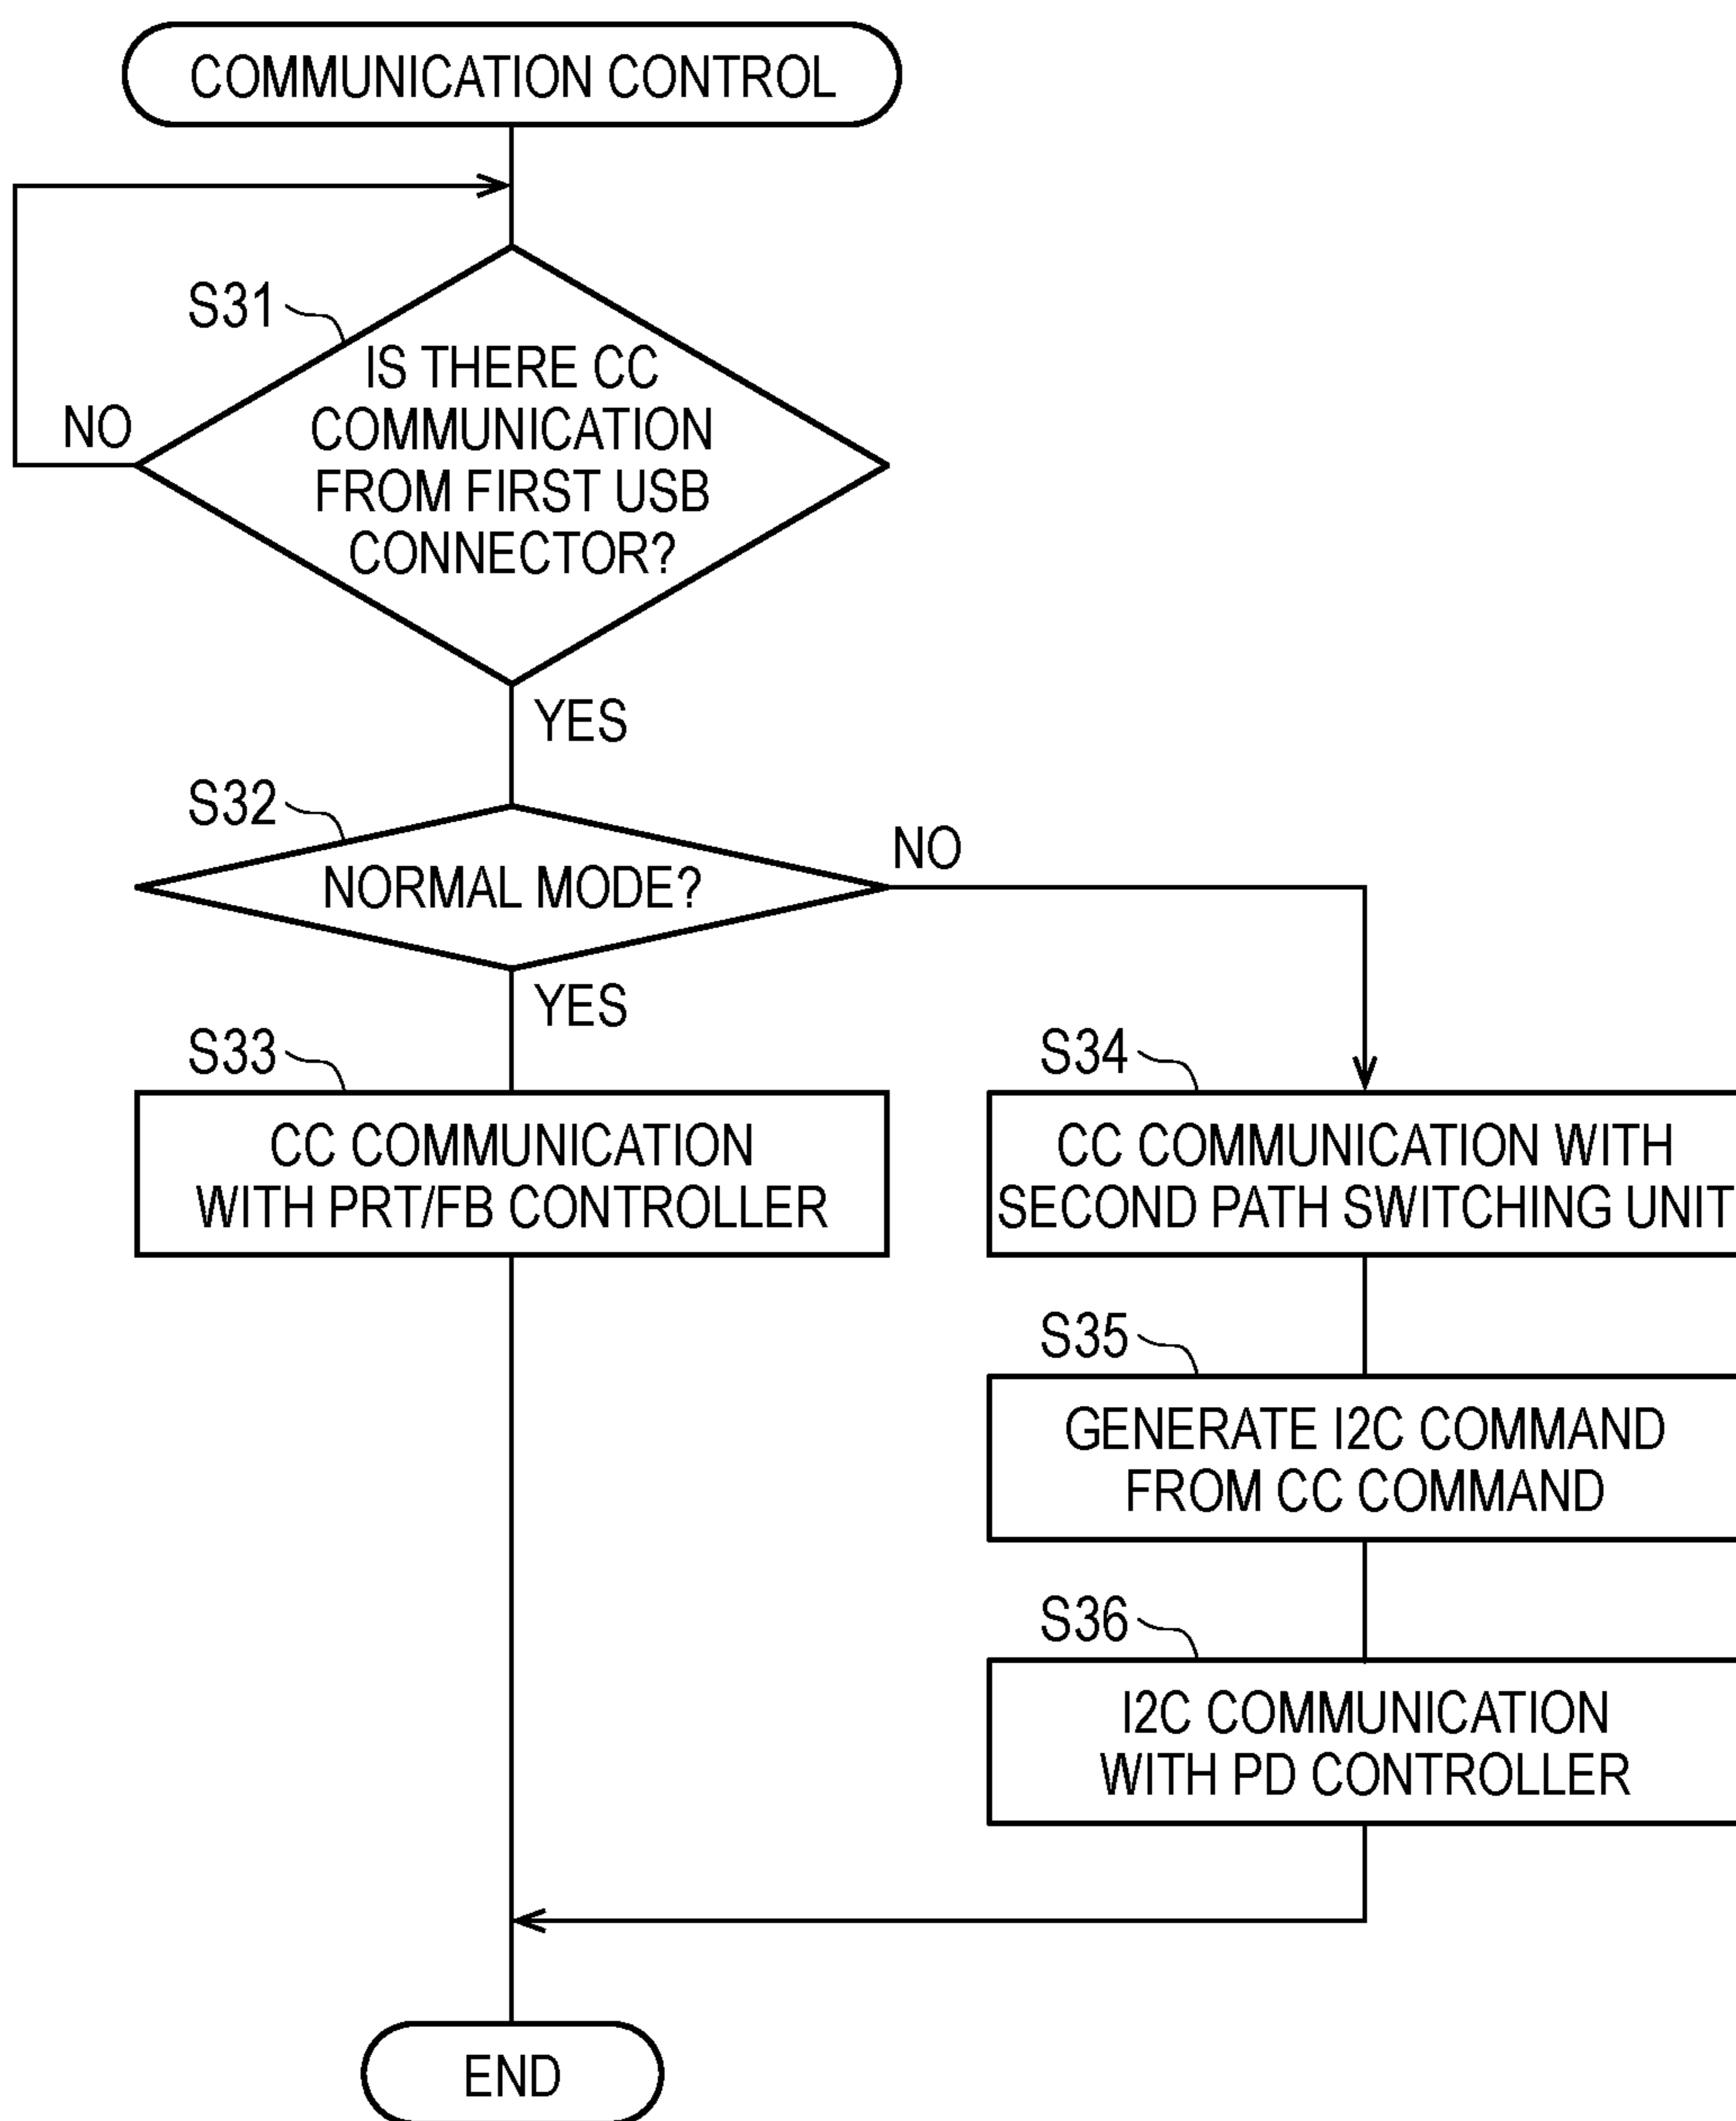 COMMUNICATION CONTROL
S31
IS THERE CC
COMMUNICATION
FROM FIRST USB
CONNECTOR?
NO
YES
S32
NORMAL MODE?
NO
YES
S33
CC COMMUNICATION
WITH PRT/FB CONTROLLER
S34
CC COMMUNICATION WITH
SECOND PATH SWITCHING UNIT
S35
GENERATE I2C COMMAND
FROM CC COMMAND
S36
I2C COMMUNICATION
WITH PD CONTROLLER
END